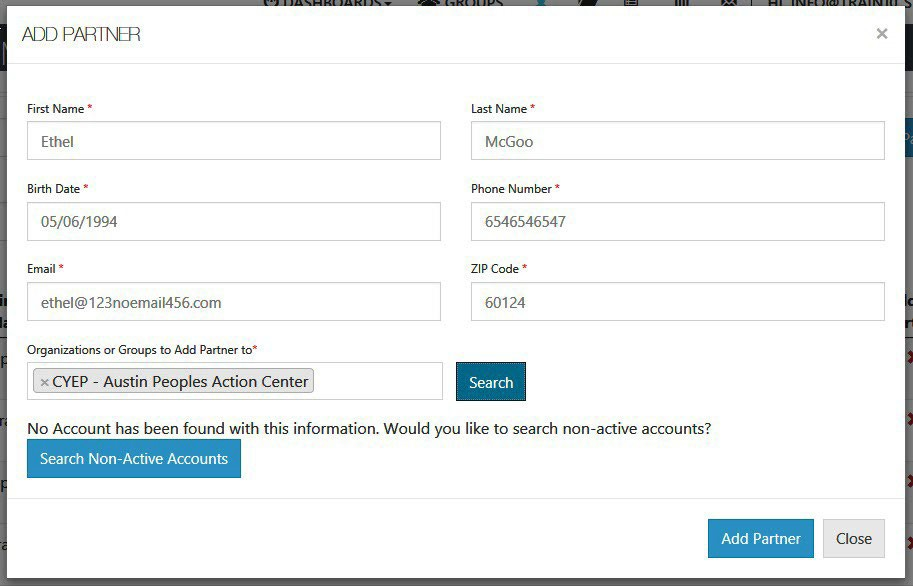 DASHBOARDS GROUPS
ADD PARTNER ×
First Name * Last Name *
Ethel McGoo
Birth Date * Phone Number *
05/06/1994 6546546547
Email * ZIP Code *
ethel@123noemail456.com 60124
Organizations or Groups to Add Partner to*
× CYEP - Austin Peoples Action Center Search
No Account has been found with this information. Would you like to search non-active accounts?
Search Non-Active Accounts
Add Partner Close